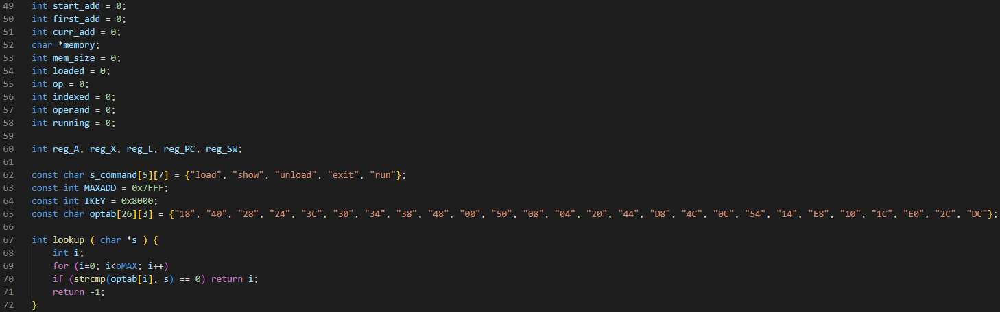 49 int start_add = 0;
50 int first_add = 0;
51 int curr_add = 0;
52 char *memory;
53 int mem_size = 0;
54 int loaded = 0;
55 int op = 0;
56 int indexed = 0;
57 int operand = 0;
58 int running = 0;
59
60 int reg_A, reg_X, reg_L, reg_PC, reg_SW;
61
62 const char s_command[5][7] = {"load", "show", "unload", "exit", "run"};
63 const int MAXADD = 0x7FFF;
64 const int IKEY = 0x8000;
65 const char optab[26][3] = {"18", "40", "28", "24", "3C", "30", "34", "38", "48", "00", "50", "08", "04", "20", "44", "D8", "4C", "0C", "54", "14", "E8", "10", "1C", "E0", "2C", "DC"};
66
67 int lookup ( char *s ) {
68     int i;
69     for (i=0; i<oMAX; i++)
70     if (strcmp(optab[i], s) == 0) return i;
71     return -1;
72 }